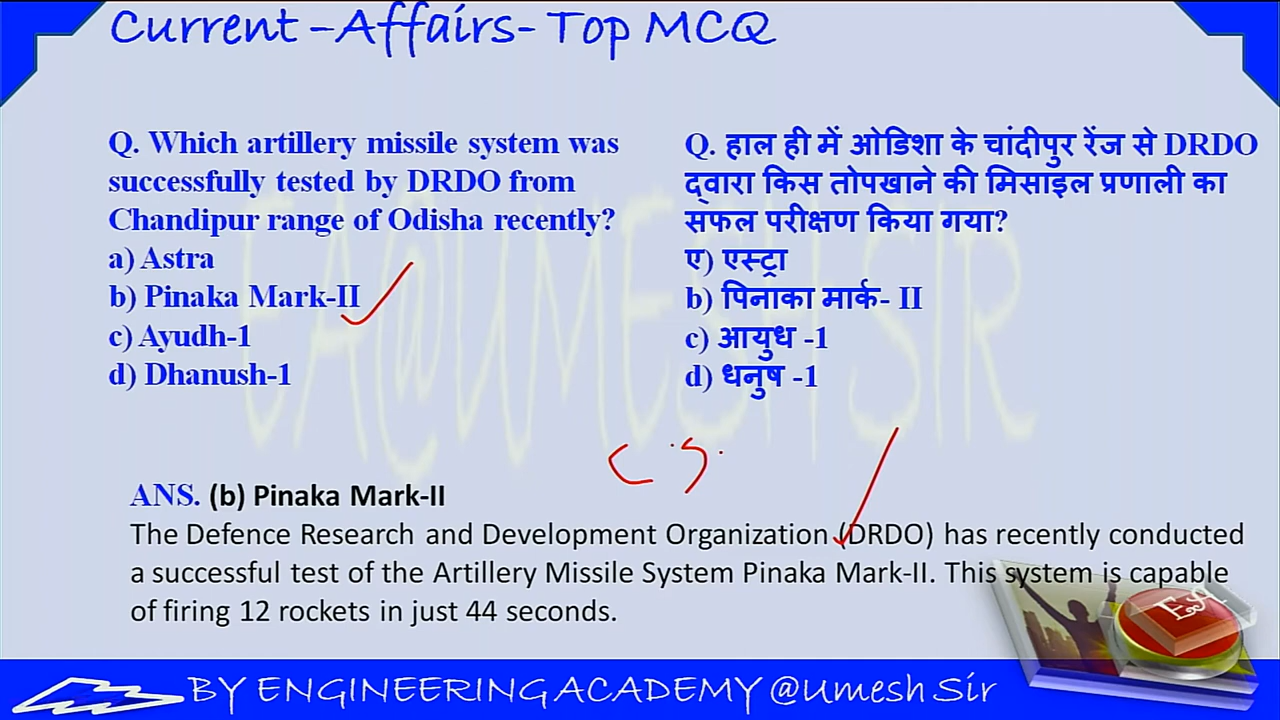 Current -Affairs- Top MCQ
Q. Which artillery missile system was
successfully tested by DRDO from
Chandipur range of Odisha recently?
a) Astra
b) Pinaka Mark-II
c) Ayudh-1
d) Dhanush-1
Q. हाल ही में ओडिशा के चांदीपुर रेंज से DRDO
द्वारा किस तोपखाने की मिसाइल प्रणाली का
सफल परीक्षण किया गया?
ए) एस्ट्रा
b) पिनाका मार्क- II
c) आयुध -1
d) धनुष -1
EA@UMESH SIR
ANS. (b) Pinaka Mark-II
The Defence Research and Development Organization (DRDO) has recently conducted
a successful test of the Artillery Missile System Pinaka Mark-II. This system is capable
of firing 12 rockets in just 44 seconds.
EA
BY ENGINEERING ACADEMY @Umesh Sir